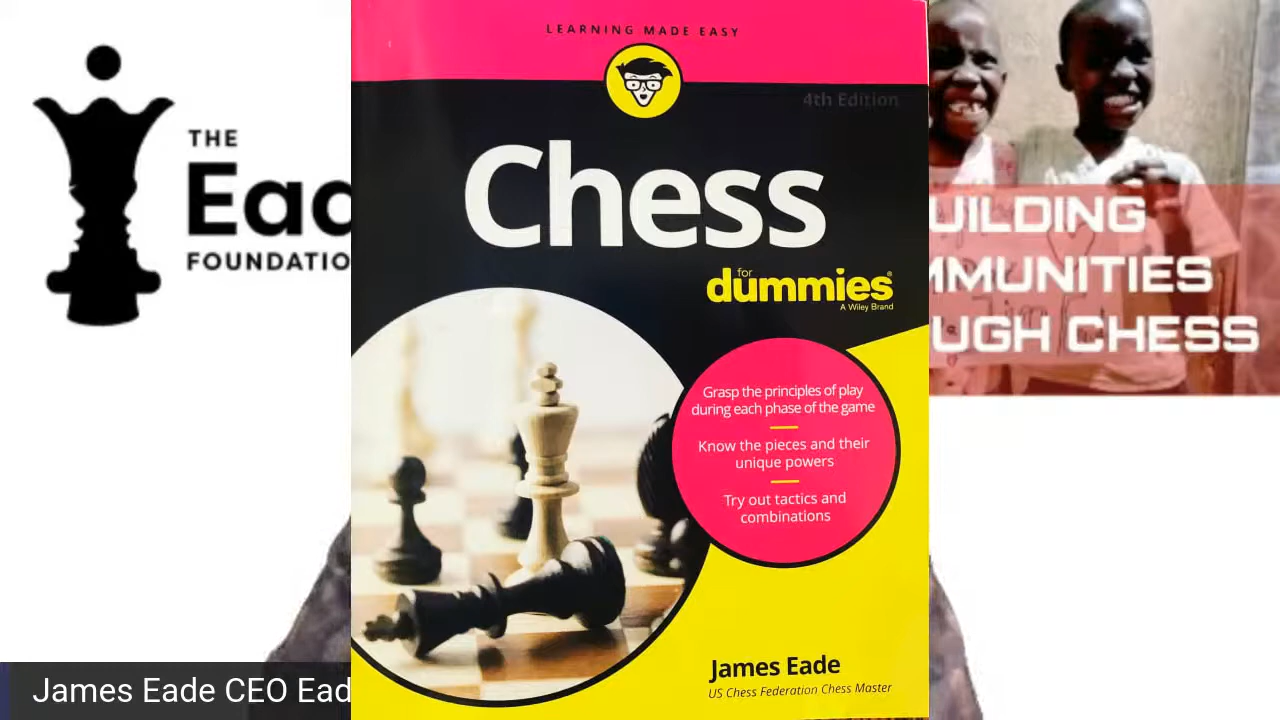 THE
Ead
FOUNDATIO
LEARNING MADE EASY
4th Edition
Chess
for
dummies®
A Wiley Brand
Grasp the principles of play
during each phase of the game
Know the pieces and their
unique powers
Try out tactics and
combinations
James Eade
US Chess Federation Chess Master
UILDING
MMUNITIES
UGH CHESS
James Eade CEO Ead